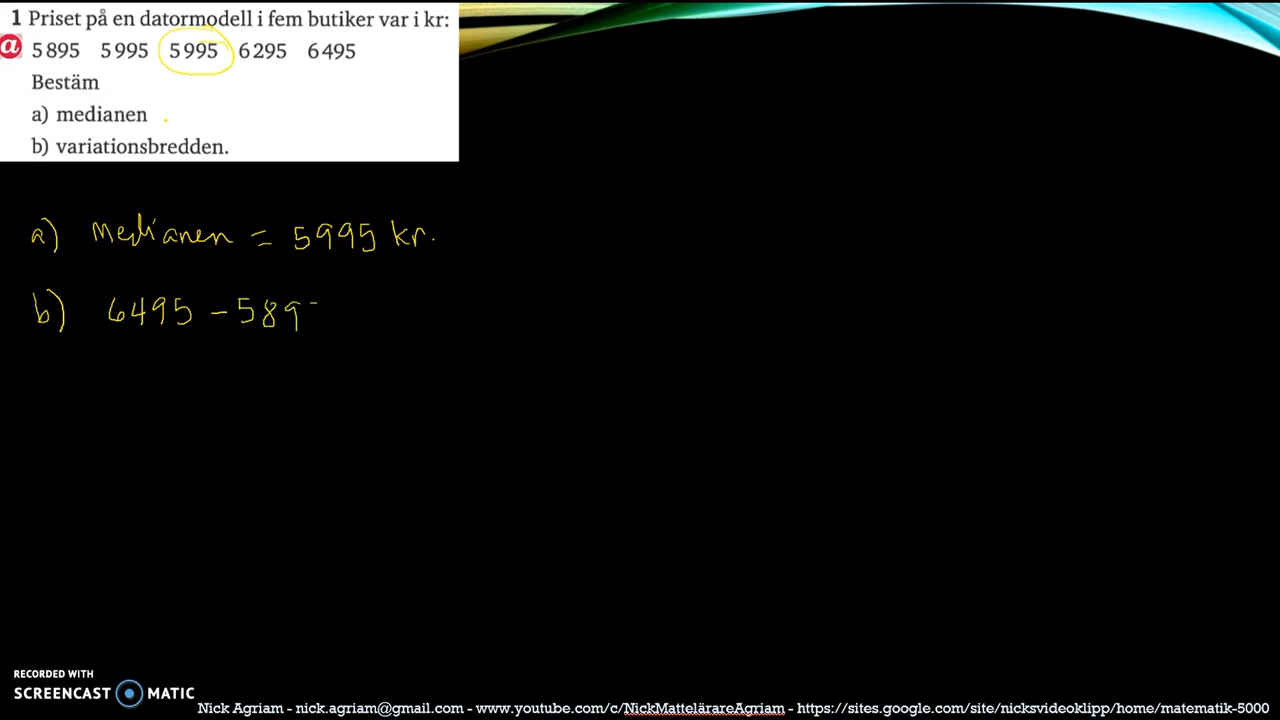 1 Priset på en datormodell i fem butiker var i kr:
a 5 895 5 995 5 995 6 295 6 495
Bestäm
a) medianen
b) variationsbredden.
a) Medianen = 5995 kr.
b) 6495 - 589
RECORDED WITH
SCREENCAST MATIC
Nick Agriam - nick.agriam@gmail.com - www.youtube.com/c/NickMattelärareAgriam - https://sites.google.com/site/nicksvideoklipp/home/matematik-5000